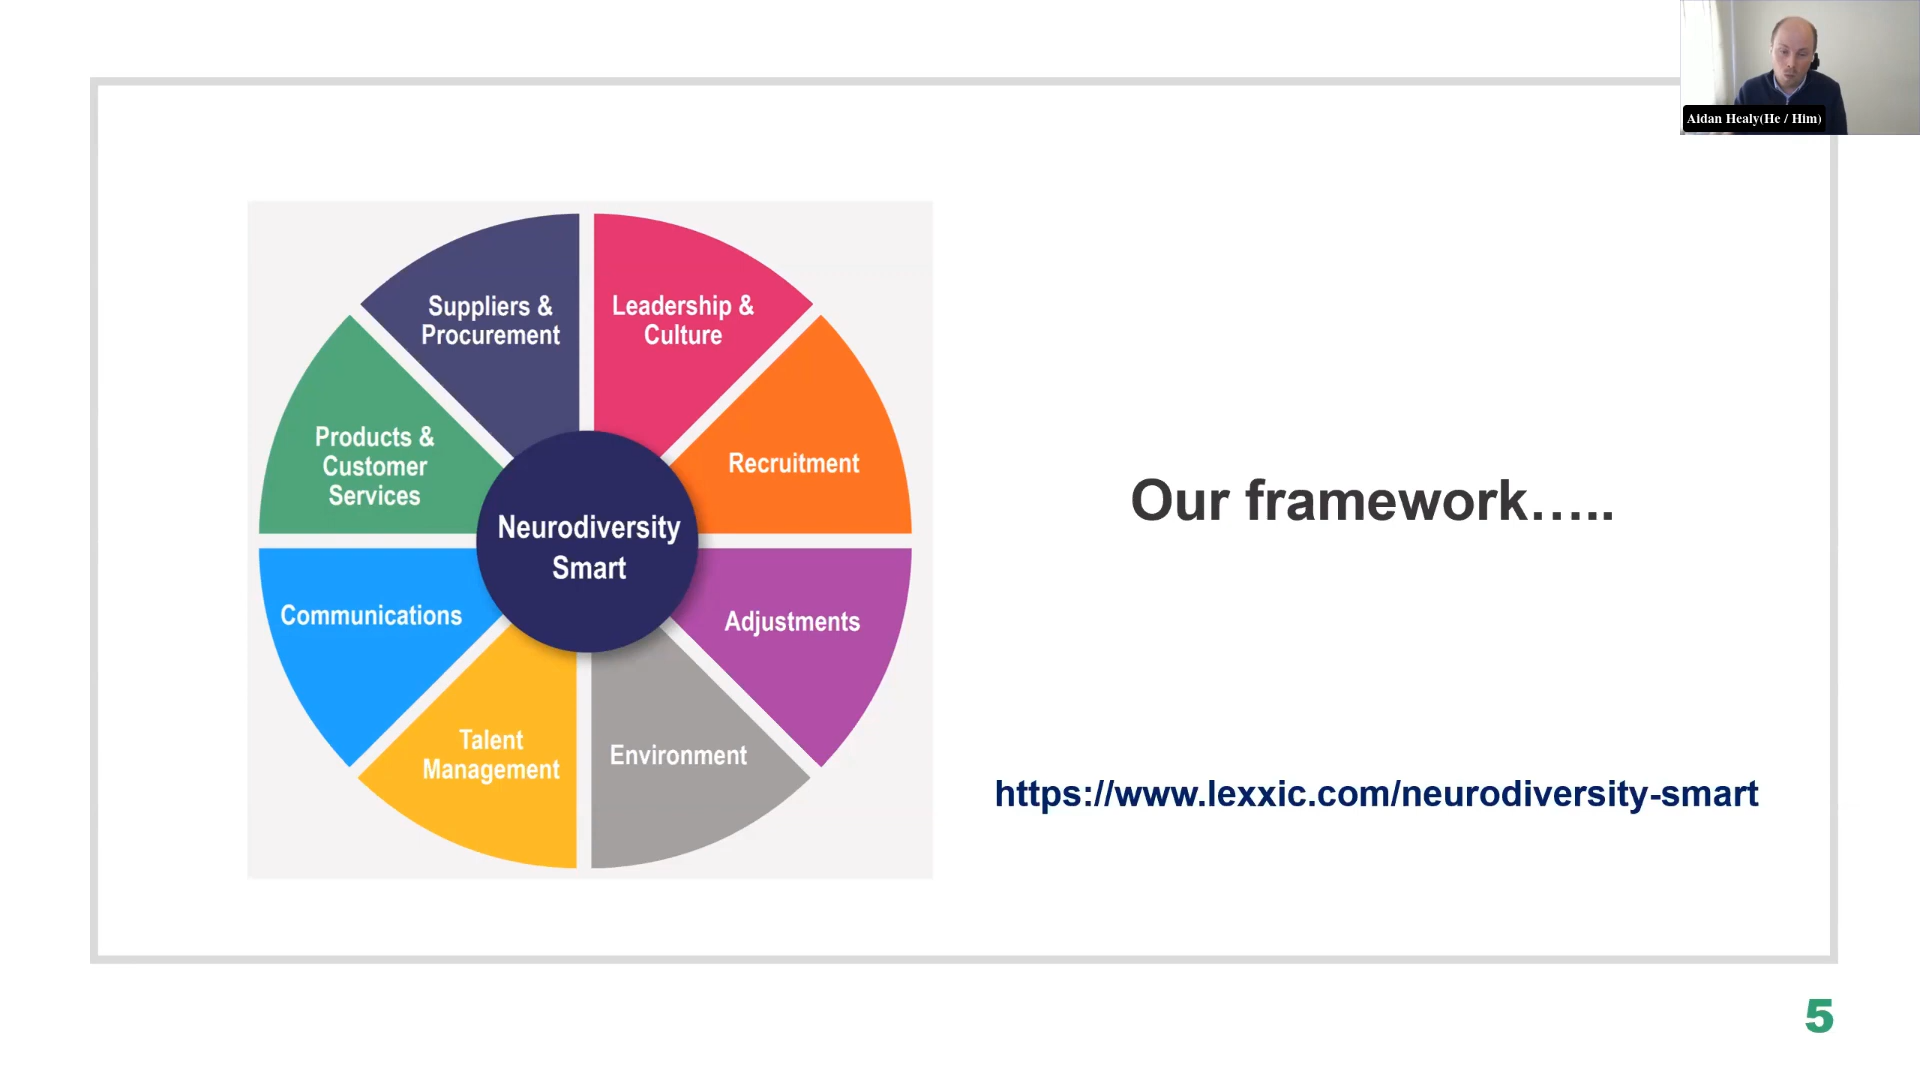 Aidan Healy(He / Him)
Suppliers &
Procurement
Leadership &
Culture
Recruitment
Adjustments
Environment
Talent
Management
Communications
Products &
Customer
Services
Neurodiversity
Smart
Our framework…..
https://www.lexxic.com/neurodiversity-smart
5